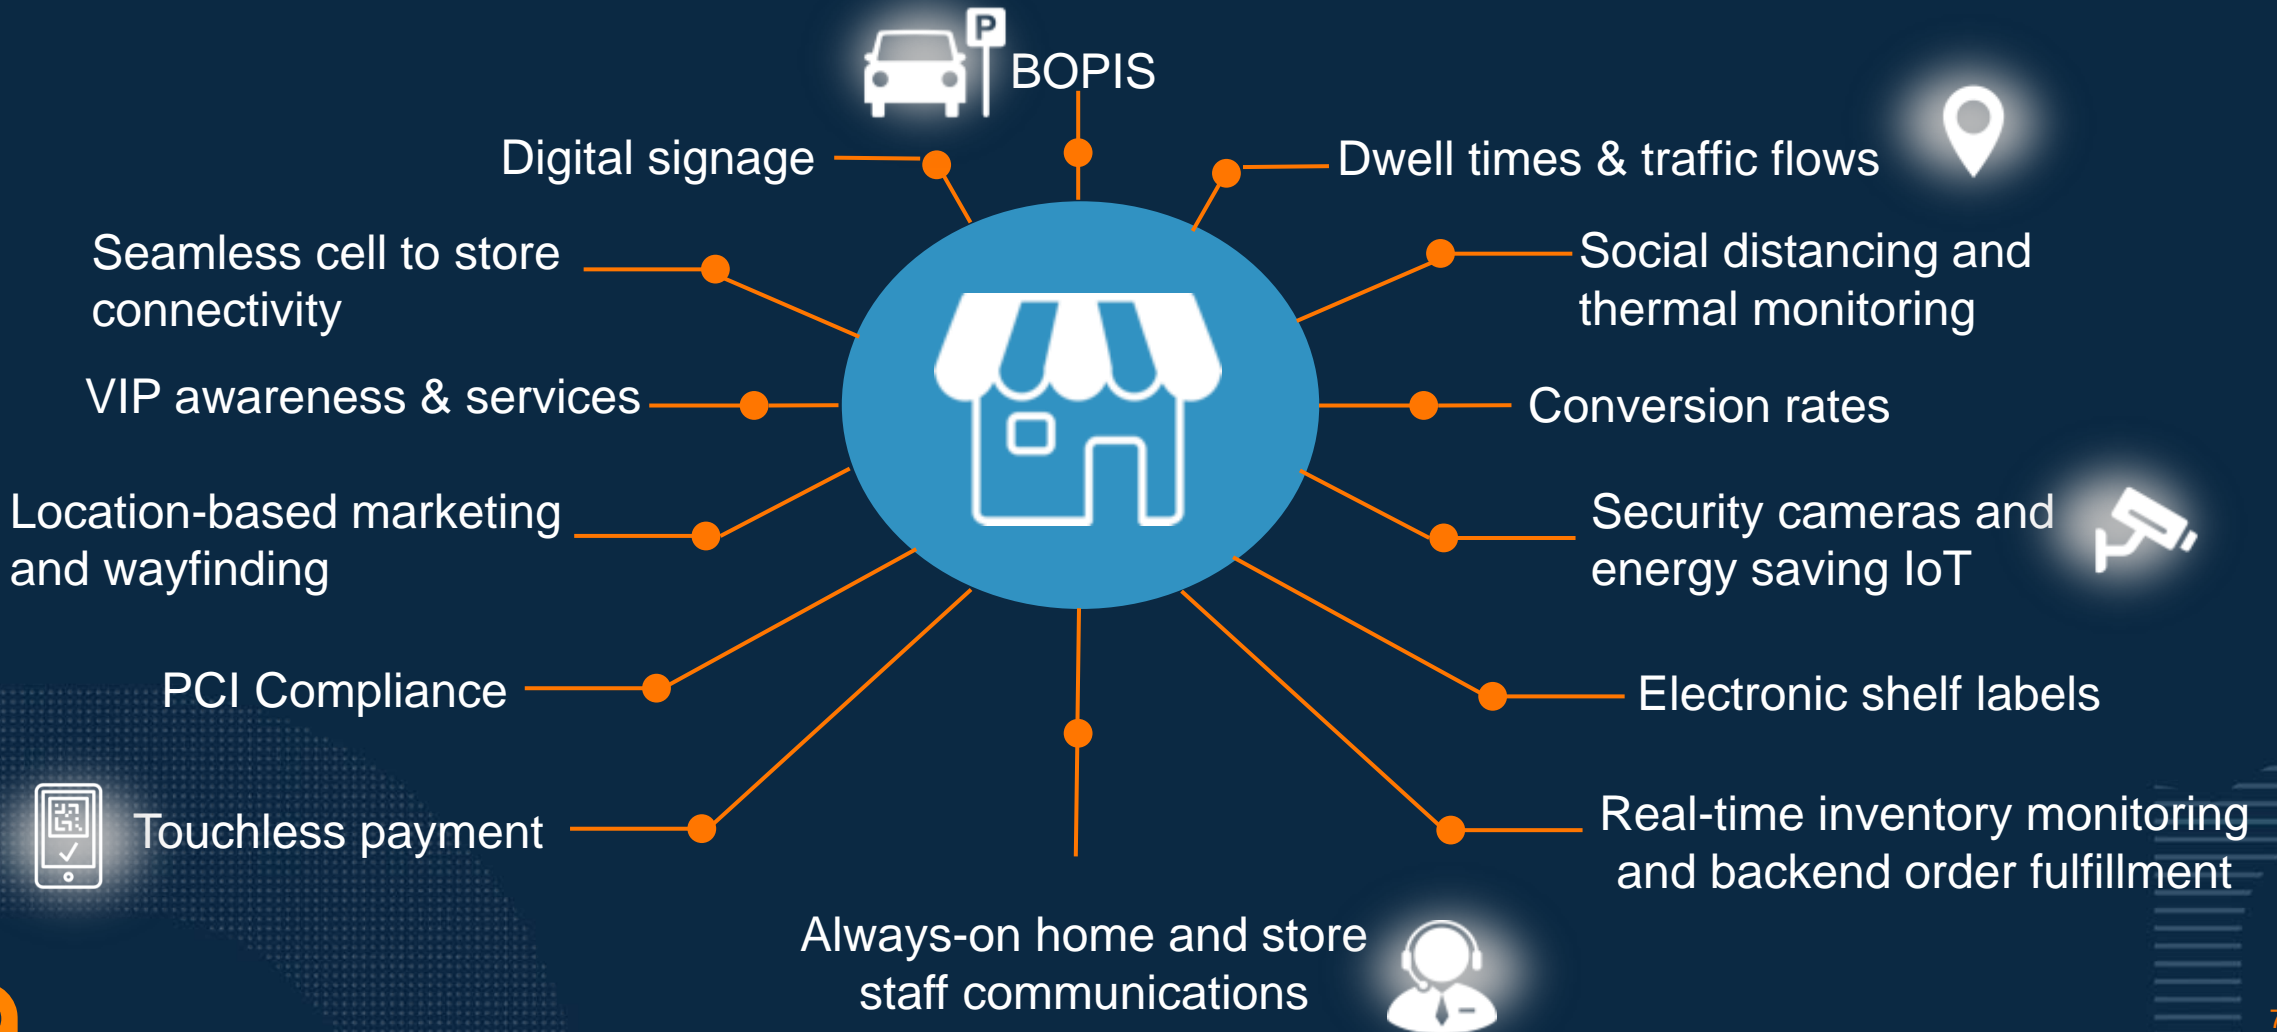 P
BOPIS
Digital signage
Dwell times & traffic flows
Seamless cell to store
connectivity
Social distancing and
thermal monitoring
VIP awareness & services
Conversion rates
Location-based marketing
and wayfinding
Security cameras and
energy saving IoT
PCI Compliance
Electronic shelf labels
Touchless payment
Real-time inventory monitoring
and backend order fulfillment
Always-on home and store
staff communications
7